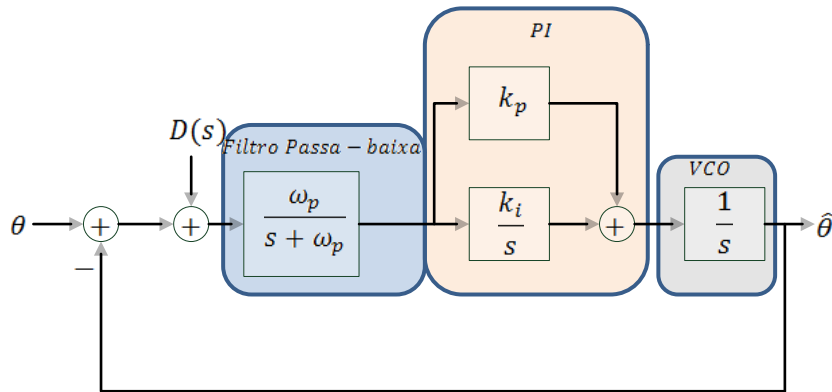 PI
k_p
D(s)
Filtro Passa − baixa
VCO
ω_p
s + ω_p
k_i
s
1
s
θ
+
+
+
θ̂
−